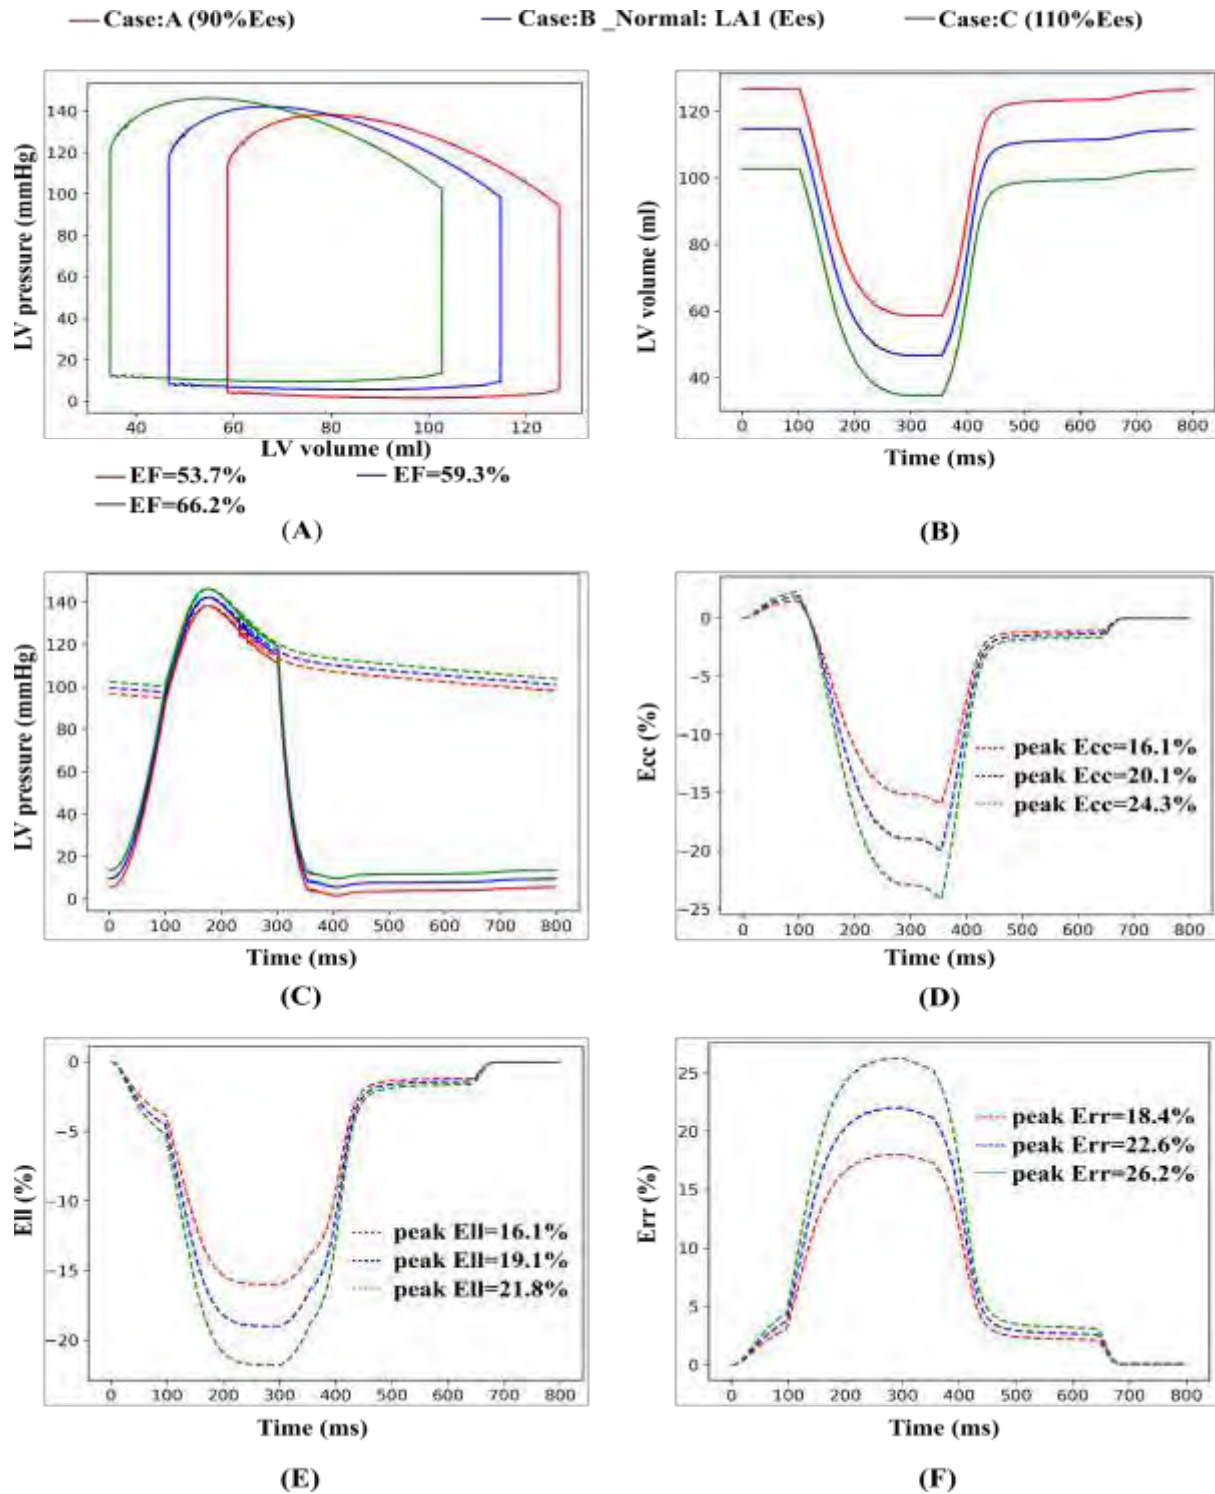 Case:A (90%Ees) Case:B _Normal: LA1 (Ees) Case:C (110%Ees)
LV pressure (mmHg)
140
120
100
80
60
40
20
0
40 60 80 100 120
LV volume (ml)
EF=53.7% EF=59.3%
EF=66.2%
(A)
LV volume (ml)
120
100
80
60
40
0 100 200 300 400 500 600 700 800
Time (ms)
(B)
LV pressure (mmHg)
140
120
100
80
60
40
20
0
0 100 200 300 400 500 600 700 800
Time (ms)
(C)
Ecc (%)
0
−5
−10
−15
−20
−25
peak Ecc=16.1%
peak Ecc=20.1%
peak Ecc=24.3%
0 100 200 300 400 500 600 700 800
Time (ms)
(D)
Ell (%)
0
−5
−10
−15
−20
peak Ell=16.1%
peak Ell=19.1%
peak Ell=21.8%
0 100 200 300 400 500 600 700 800
Time (ms)
(E)
Err (%)
25
20
15
10
5
0
peak Err=18.4%
peak Err=22.6%
peak Err=26.2%
0 100 200 300 400 500 600 700 800
Time (ms)
(F)